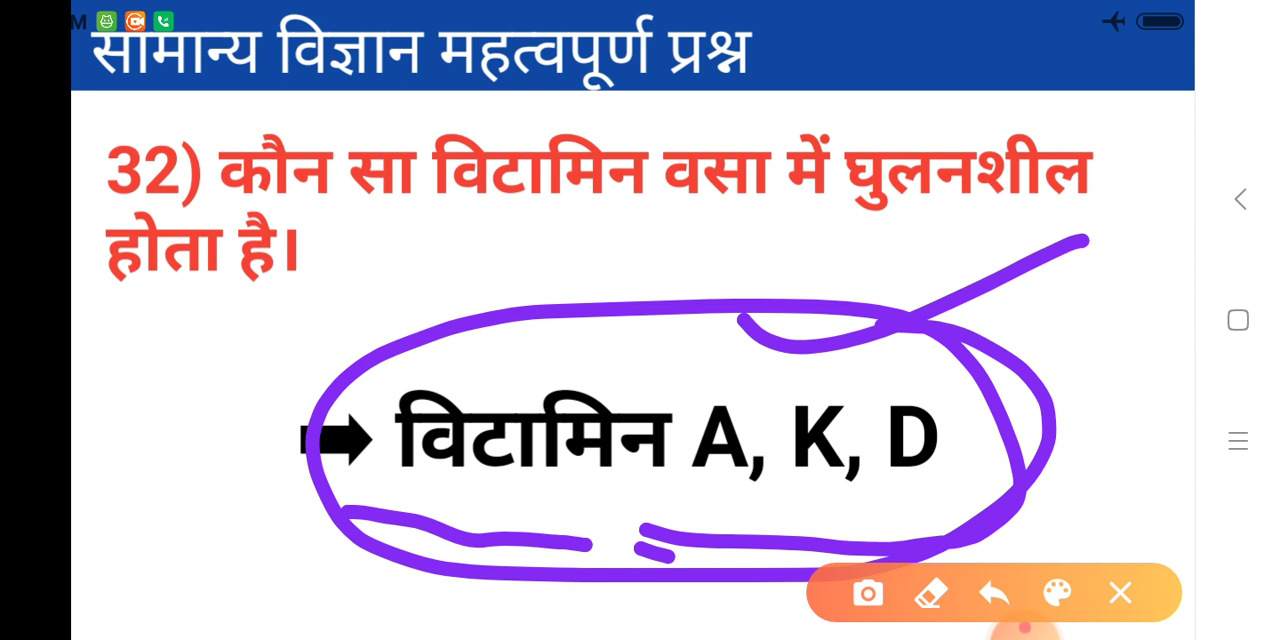 M
सामान्य विज्ञान महत्वपूर्ण प्रश्न
32) कौन सा विटामिन वसा में घुलनशील
होता है।
➡ विटामिन A, K, D